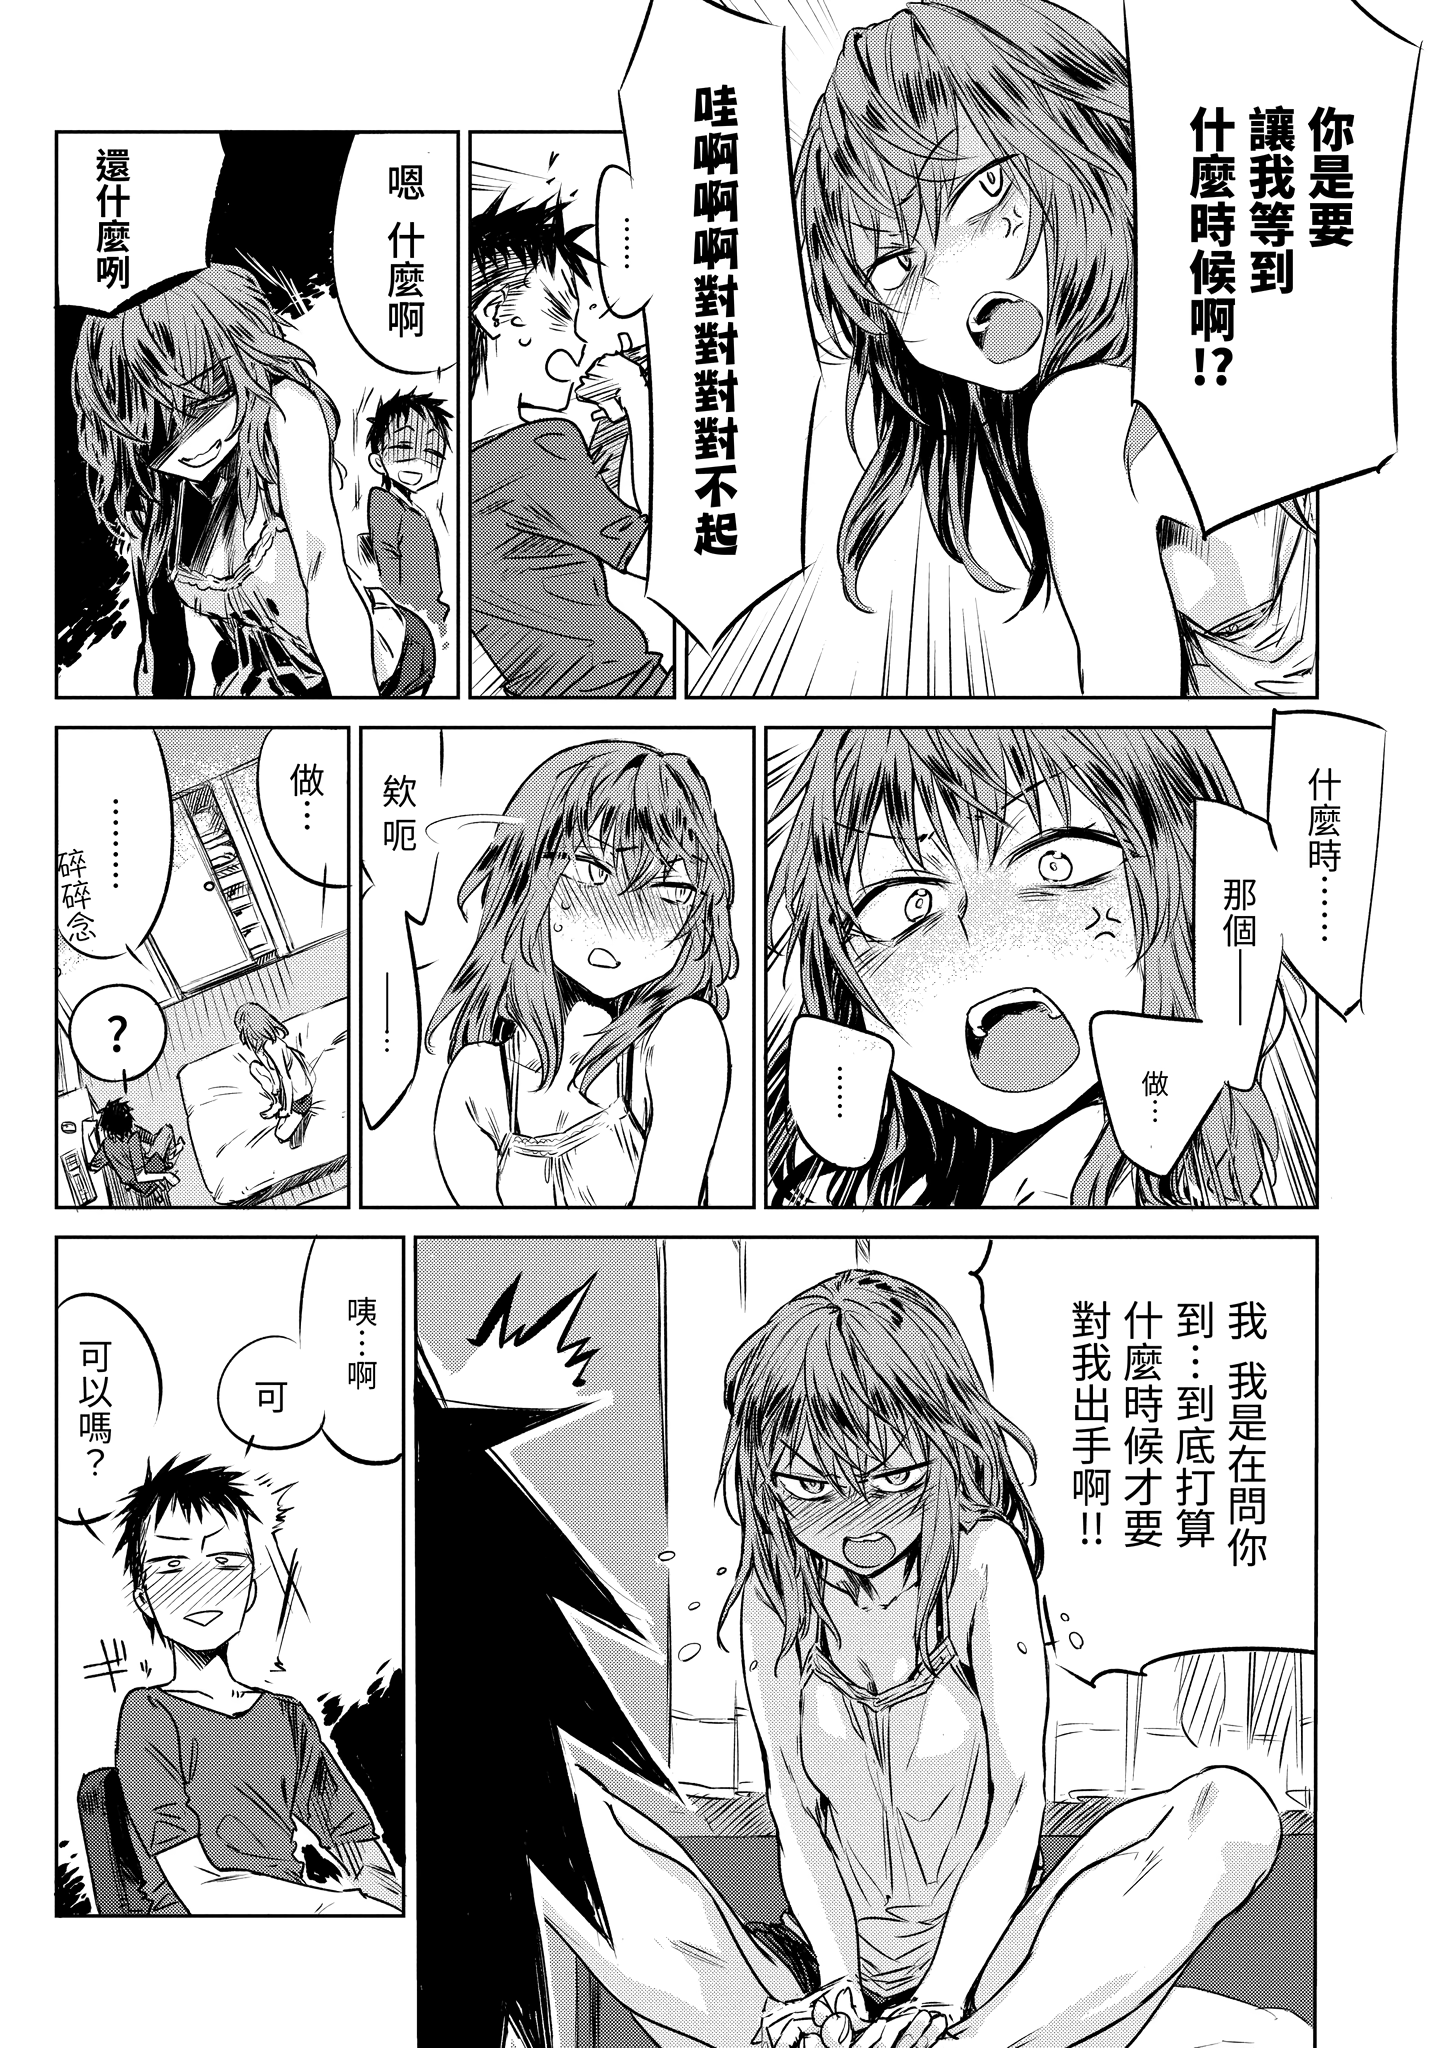 你是要
讓我等到
什麼時候啊!?
哇啊啊啊對對對對不起
……
嗯 什麼啊
還什麼咧
什麼時……
那個——
做…
……
欸呃
——…
做…
………
碎碎念
?
我 我是在問你
到…到底打算
什麼時候才要
對我出手啊!!
咦…啊
可
可以嗎?